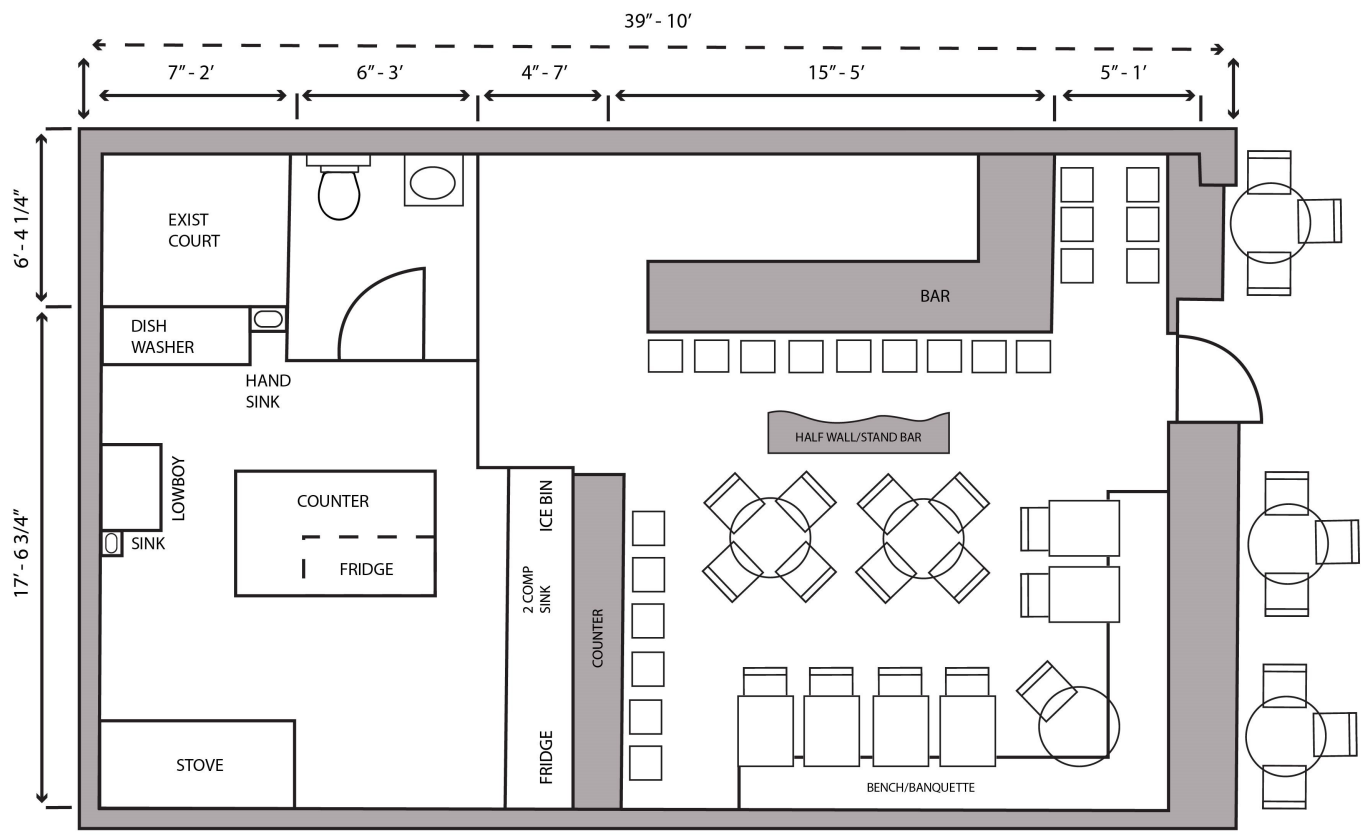 39” - 10’
7” - 2’
6” - 3’
4” - 7’
15” - 5’
5” - 1’
6’ - 4 1/4”
17’ - 6 3/4”
EXIST
COURT
DISH
WASHER
HAND
SINK
LOWBOY
SINK
COUNTER
FRIDGE
STOVE
ICE BIN
2 COMP
SINK
FRIDGE
COUNTER
BAR
HALF WALL/STAND BAR
BENCH/BANQUETTE